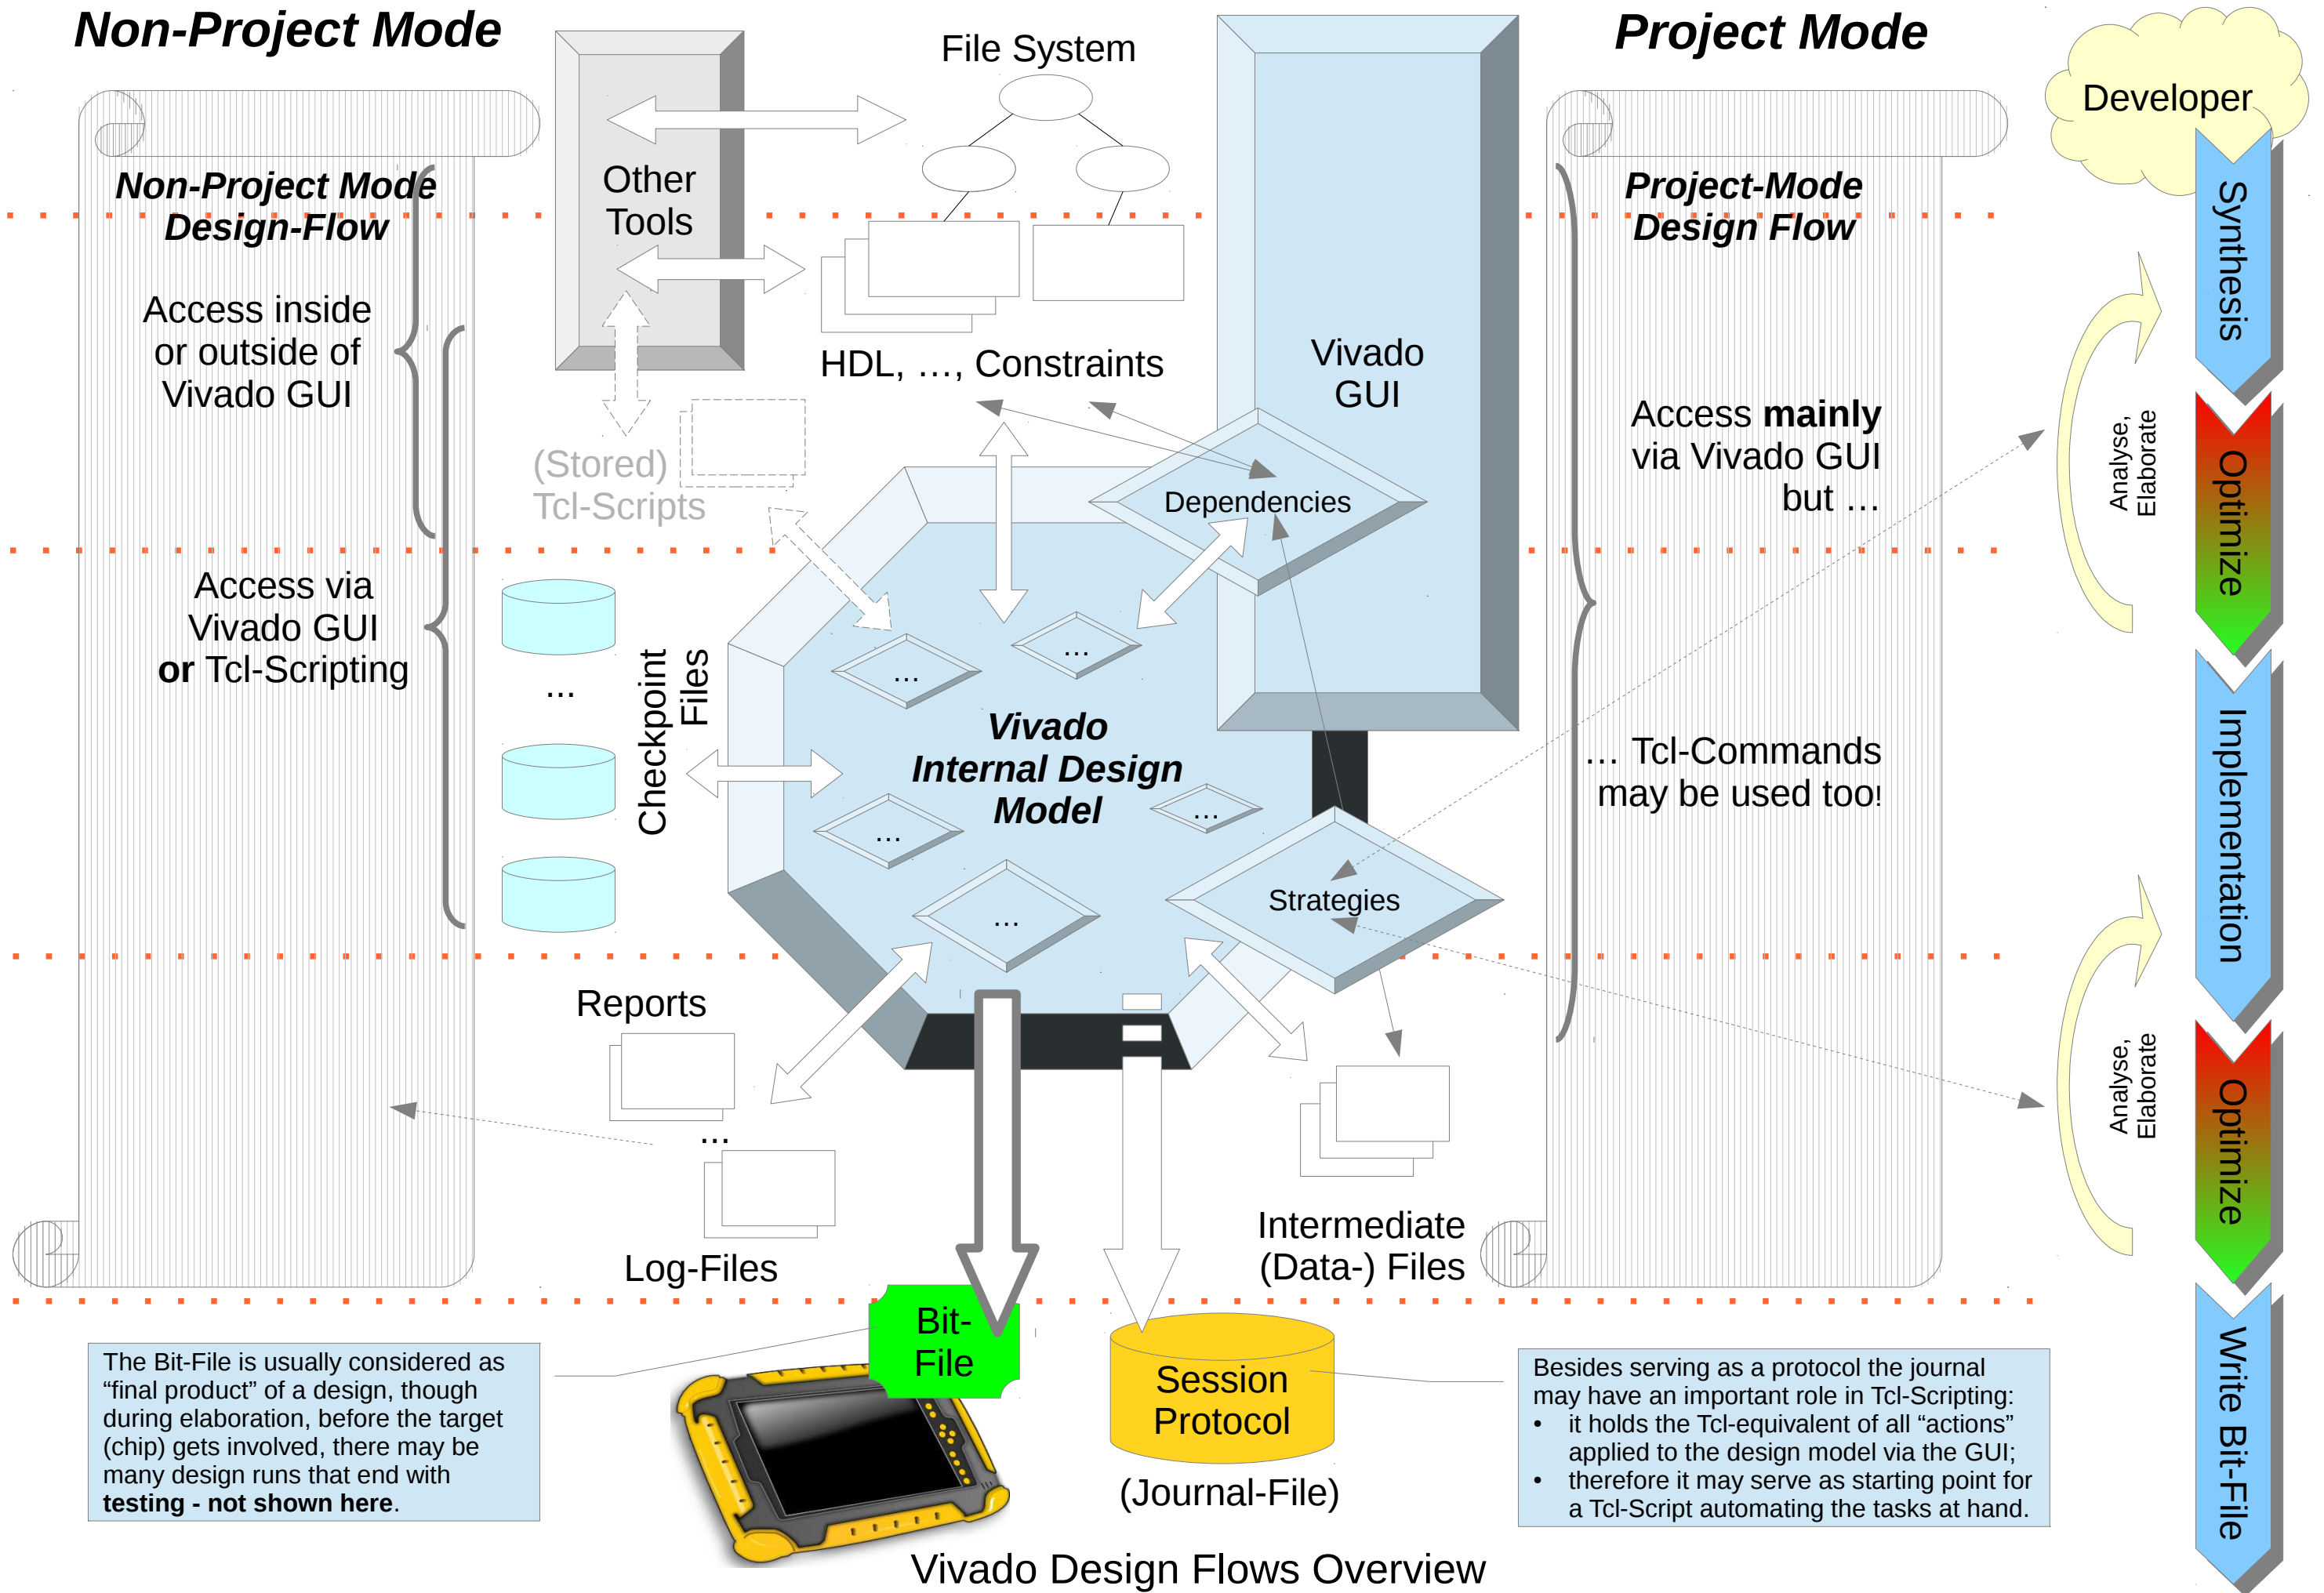 Non-Project Mode
Project Mode
File System
Developer
Non-Project Mode
Design-Flow
Access inside
or outside of
Vivado GUI
Access via
Vivado GUI
or Tcl-Scripting
Other
Tools
HDL, …, Constraints
(Stored)
Tcl-Scripts
Vivado
GUI
Dependencies
...
Checkpoint
Files
…
…
Vivado
Internal Design
Model
…
…
…
Strategies
Project-Mode
Design Flow
Access mainly
via Vivado GUI
but …
… Tcl-Commands
may be used too!
Synthesis
Analyse,
Elaborate
Optimize
Implementation
Analyse,
Elaborate
Optimize
Write Bit-File
Reports
...
Log-Files
Intermediate
(Data-) Files
Bit-
File
Session
Protocol
(Journal-File)
The Bit-File is usually considered as
“final product” of a design, though
during elaboration, before the target
(chip) gets involved, there may be
many design runs that end with
testing - not shown here.
Besides serving as a protocol the journal
may have an important role in Tcl-Scripting:
• it holds the Tcl-equivalent of all “actions”
applied to the design model via the GUI;
• therefore it may serve as starting point for
a Tcl-Script automating the tasks at hand.
Vivado Design Flows Overview